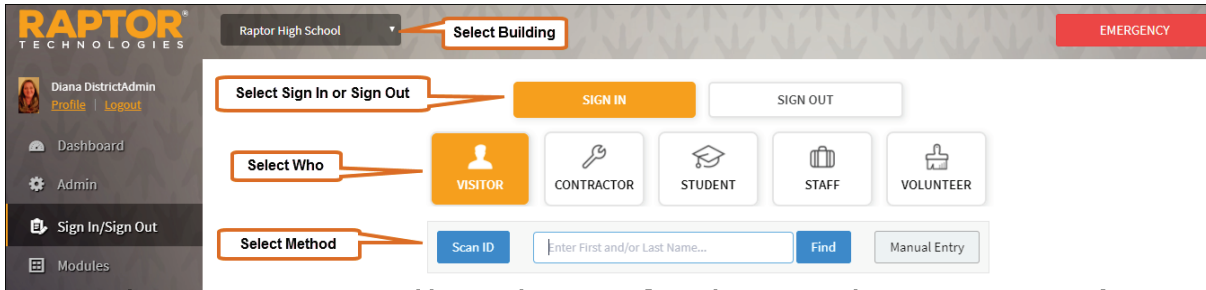 RAPTOR®
TECHNOLOGIES
Raptor High School
Select Building
EMERGENCY
Diana DistrictAdmin
Profile | Logout
Select Sign In or Sign Out
SIGN IN
SIGN OUT
Dashboard
Admin
Sign In/Sign Out
Modules
Select Who
VISITOR
CONTRACTOR
STUDENT
STAFF
VOLUNTEER
Select Method
Scan ID
Enter First and/or Last Name...
Find
Manual Entry